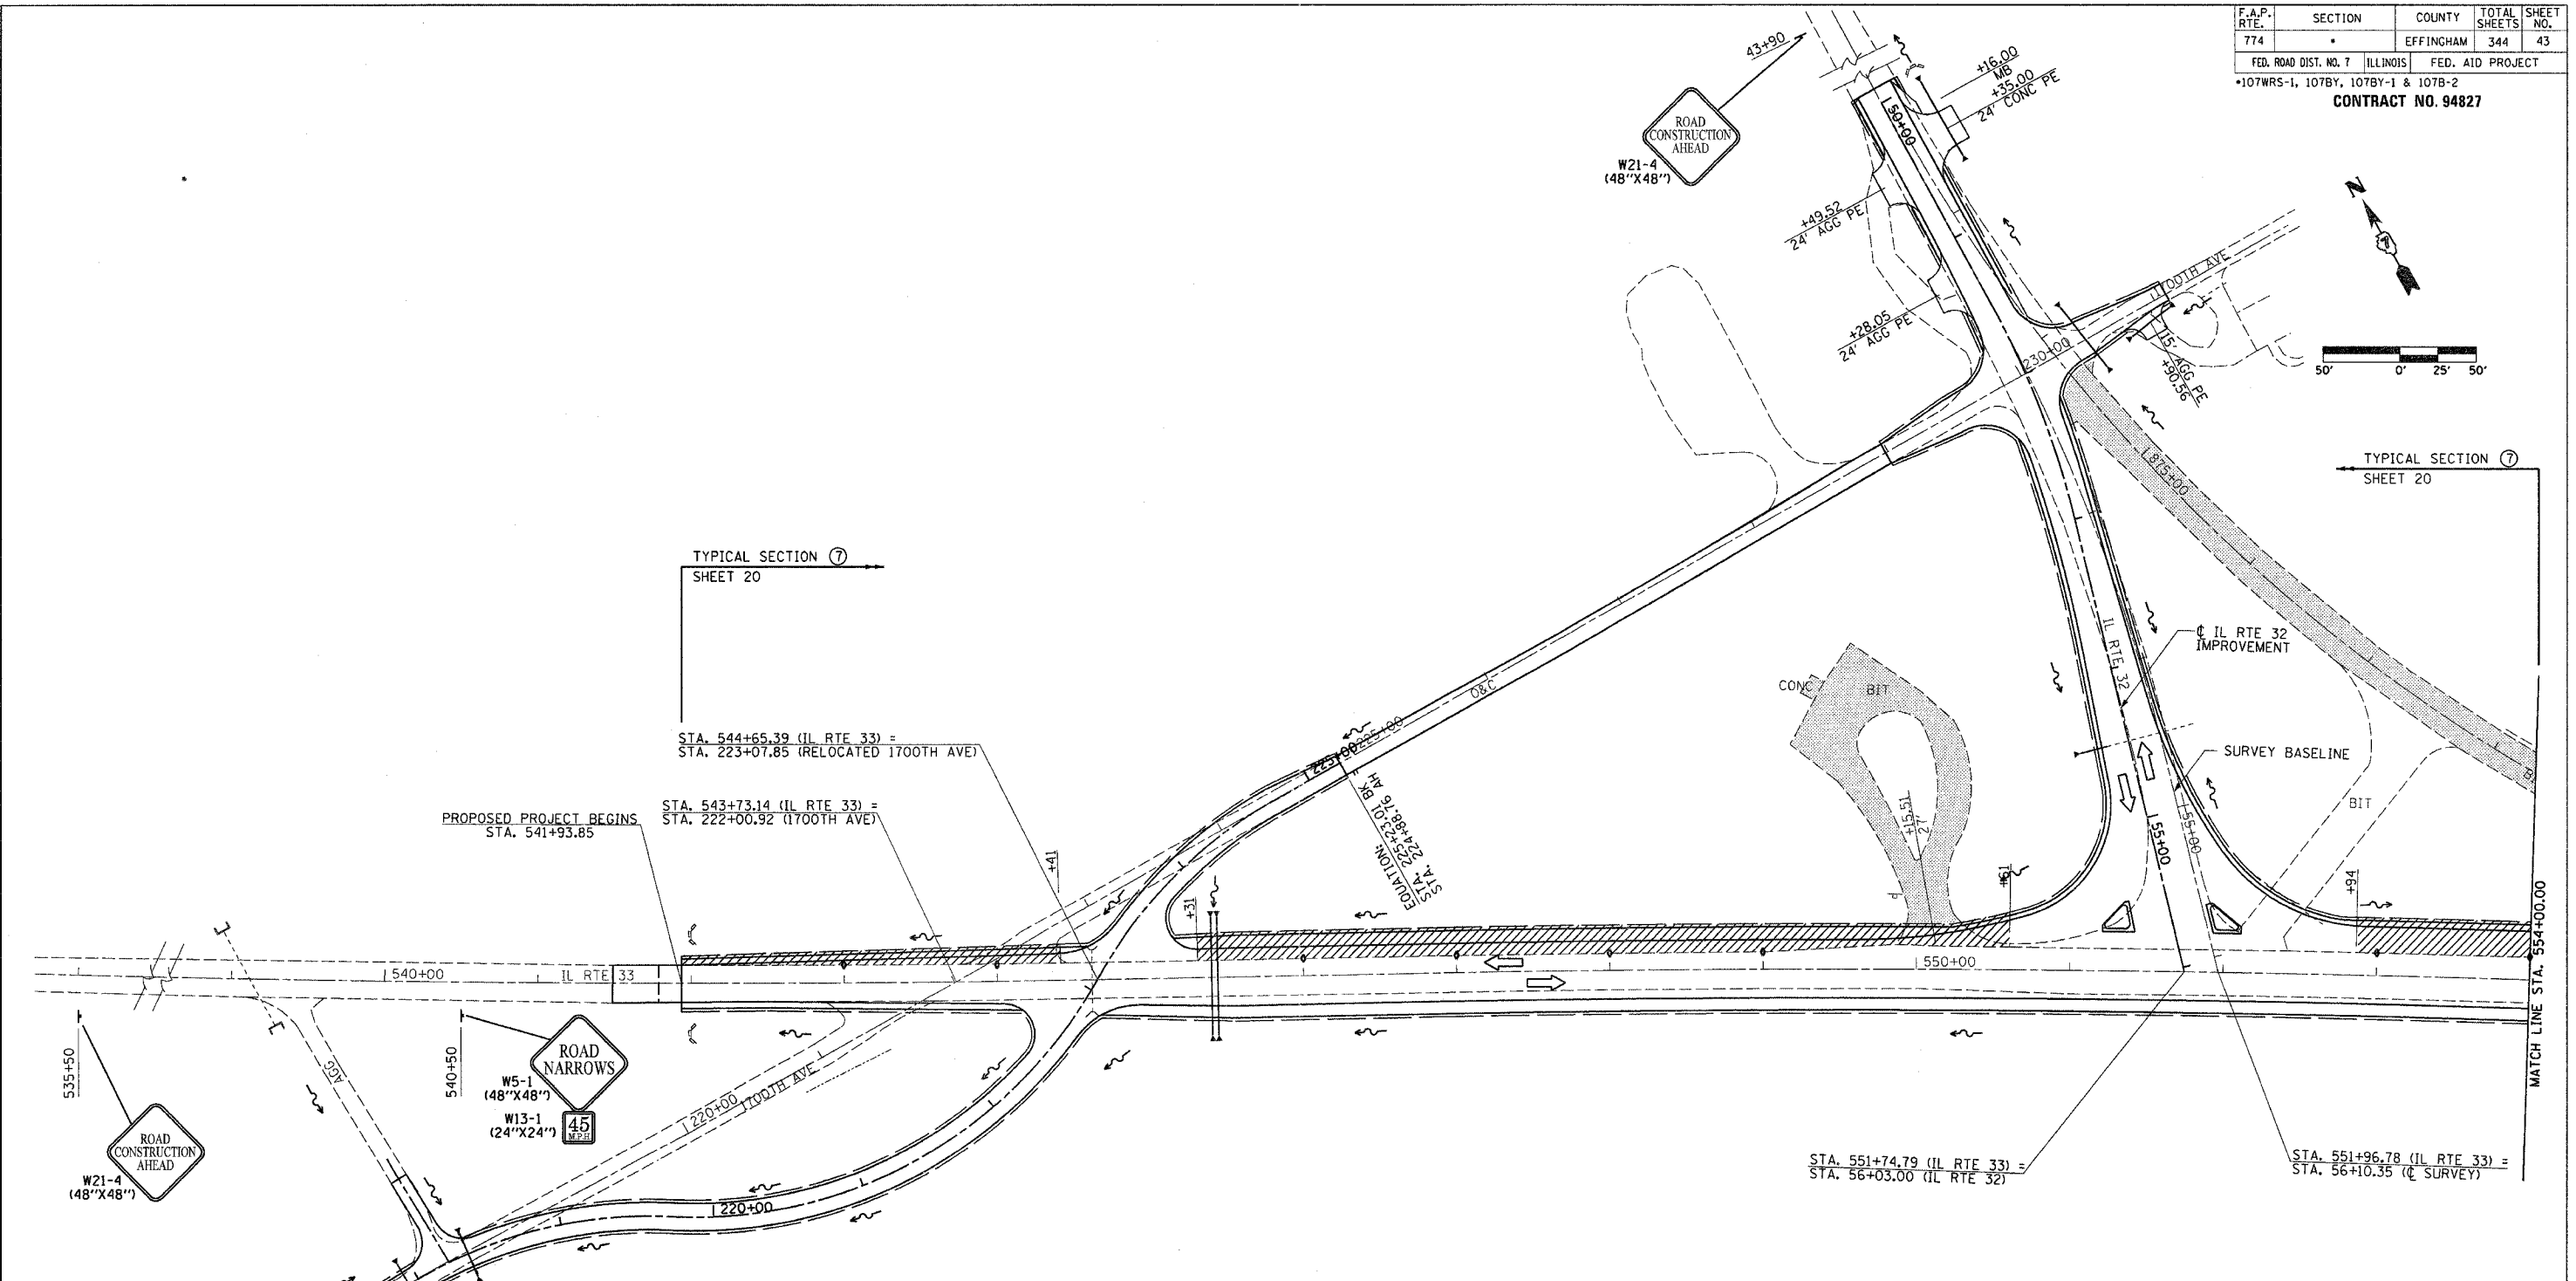 F.A.P. RTE. SECTION COUNTY TOTAL SHEETS SHEET NO.
774 * EFFINGHAM 344 43
FED. ROAD DIST. NO. 7 ILLINOIS FED. AID PROJECT
*107WRS-1, 107BY, 107BY-1 & 107B-2
CONTRACT NO. 94827
43+90
ROAD
CONSTRUCTION
AHEAD
W21-4
(48"X48")
+16.00
MB
+35.00
24' CONC PE
50+00
+49.52
24' AGG PE
+28.05
24' AGG PE
N
7
1700TH AVE
230+00
15' AGG PE
+90.56
50' 0' 25' 50'
875+00
TYPICAL SECTION 7
SHEET 20
TYPICAL SECTION 7
SHEET 20
IL RTE 32
℄ IL RTE 32
IMPROVEMENT
CONC
BIT
O&C
STA. 544+65.39 (IL RTE 33) =
STA. 223+07.85 (RELOCATED 1700TH AVE)
225+00
225+00
SURVEY BASELINE
BIT
PROPOSED PROJECT BEGINS
STA. 541+93.85
STA. 543+73.14 (IL RTE 33) =
STA. 222+00.92 (1700TH AVE)
EQUATION:
STA. 225+23.01 BK
STA. 224+88.76 AH
+15.51
27'
55+00
55+00
+41
+31
+61
+94
540+00
IL RTE 33
550+00
MATCH LINE STA. 554+00.00
535+50
AGG
540+50
ROAD
NARROWS
W5-1
(48"X48")
W13-1
(24"X24")
45
M.P.H.
220+00
1700TH AVE
ROAD
CONSTRUCTION
AHEAD
W21-4
(48"X48")
220+00
STA. 551+74.79 (IL RTE 33) =
STA. 56+03.00 (IL RTE 32)
STA. 551+96.78 (IL RTE 33) =
STA. 56+10.35 (℄ SURVEY)